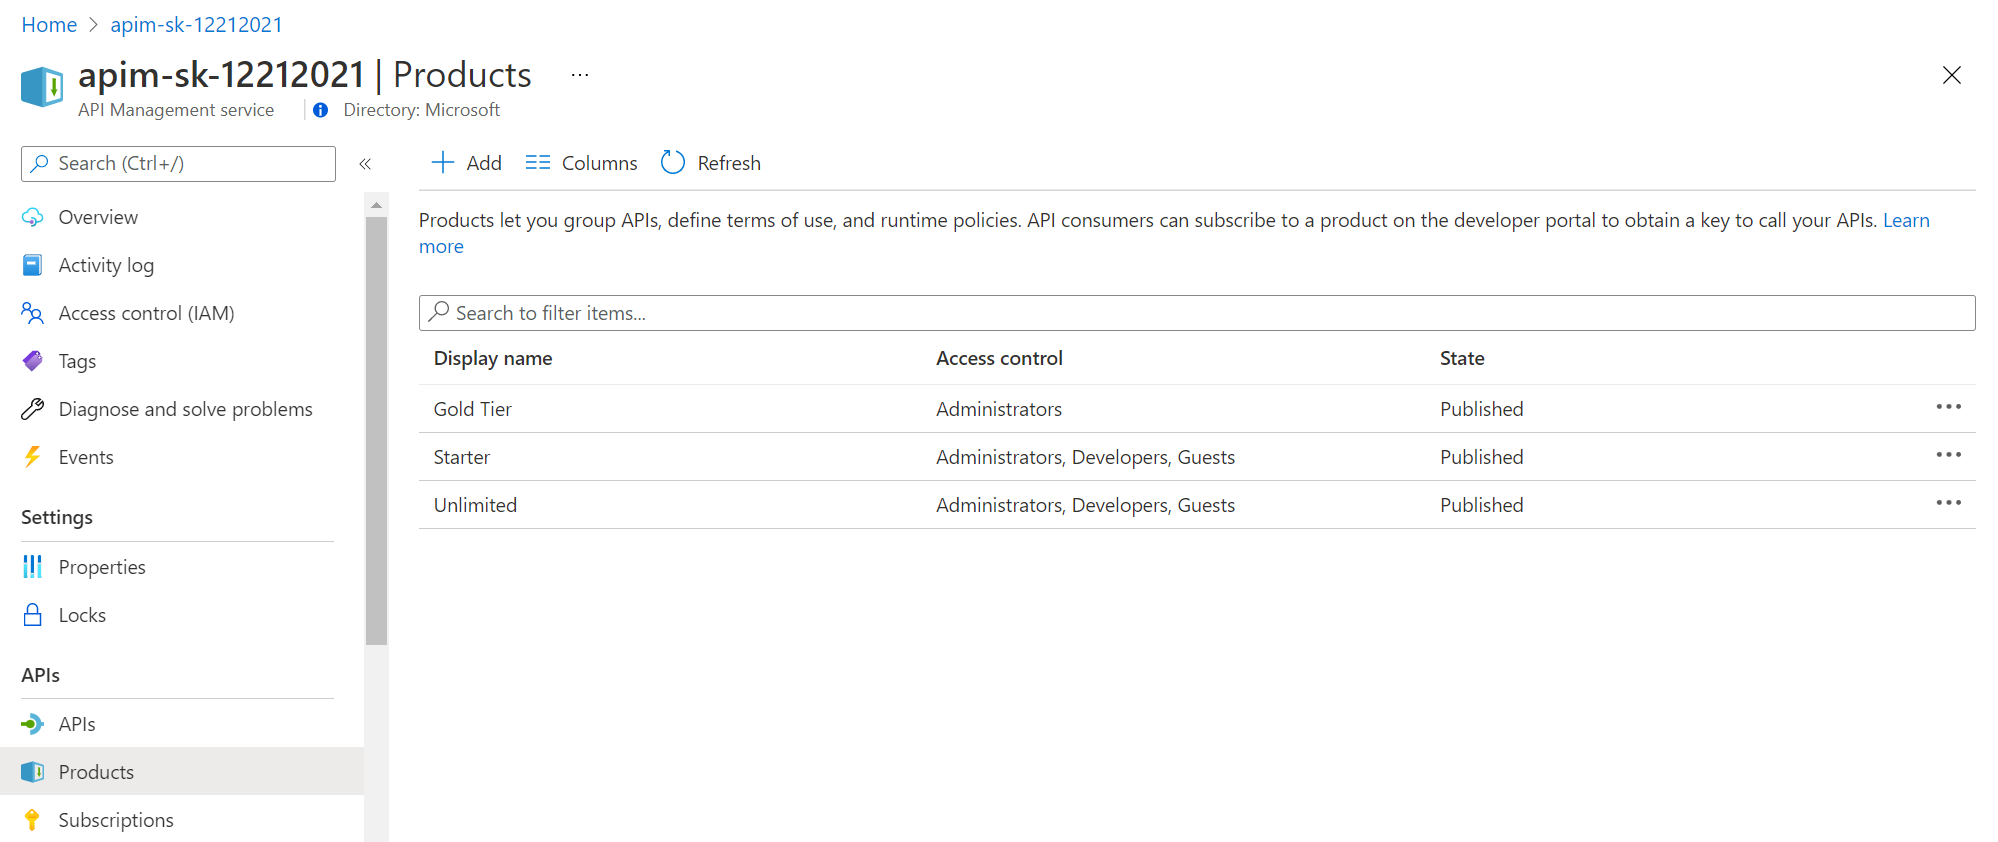 Home > apim-sk-12212021
apim-sk-12212021 | Products ...
API Management service | Directory: Microsoft
Search (Ctrl+/) «
Overview
Activity log
Access control (IAM)
Tags
Diagnose and solve problems
Events
Settings
Properties
Locks
APIs
APIs
Products
Subscriptions
Add Columns Refresh
Products let you group APIs, define terms of use, and runtime policies. API consumers can subscribe to a product on the developer portal to obtain a key to call your APIs. Learn
more
Search to filter items...
Display name Access control State
Gold Tier Administrators Published
Starter Administrators, Developers, Guests Published
Unlimited Administrators, Developers, Guests Published